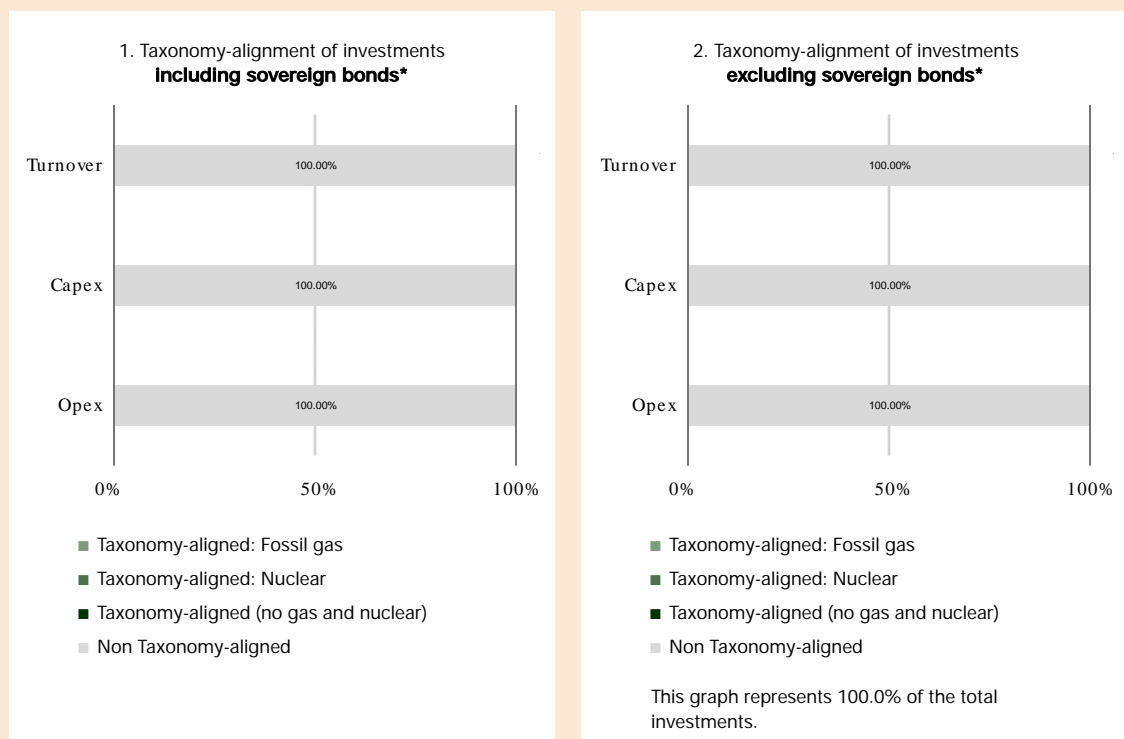 1. Taxonomy-alignment of investments
including sovereign bonds*
Turnover
100.00%
Capex
100.00%
Opex
100.00%
0% 50% 100%
Taxonomy-aligned: Fossil gas
Taxonomy-aligned: Nuclear
Taxonomy-aligned (no gas and nuclear)
Non Taxonomy-aligned
2. Taxonomy-alignment of investments
excluding sovereign bonds*
Turnover
100.00%
Capex
100.00%
Opex
100.00%
0% 50% 100%
Taxonomy-aligned: Fossil gas
Taxonomy-aligned: Nuclear
Taxonomy-aligned (no gas and nuclear)
Non Taxonomy-aligned
This graph represents 100.0% of the total
investments.